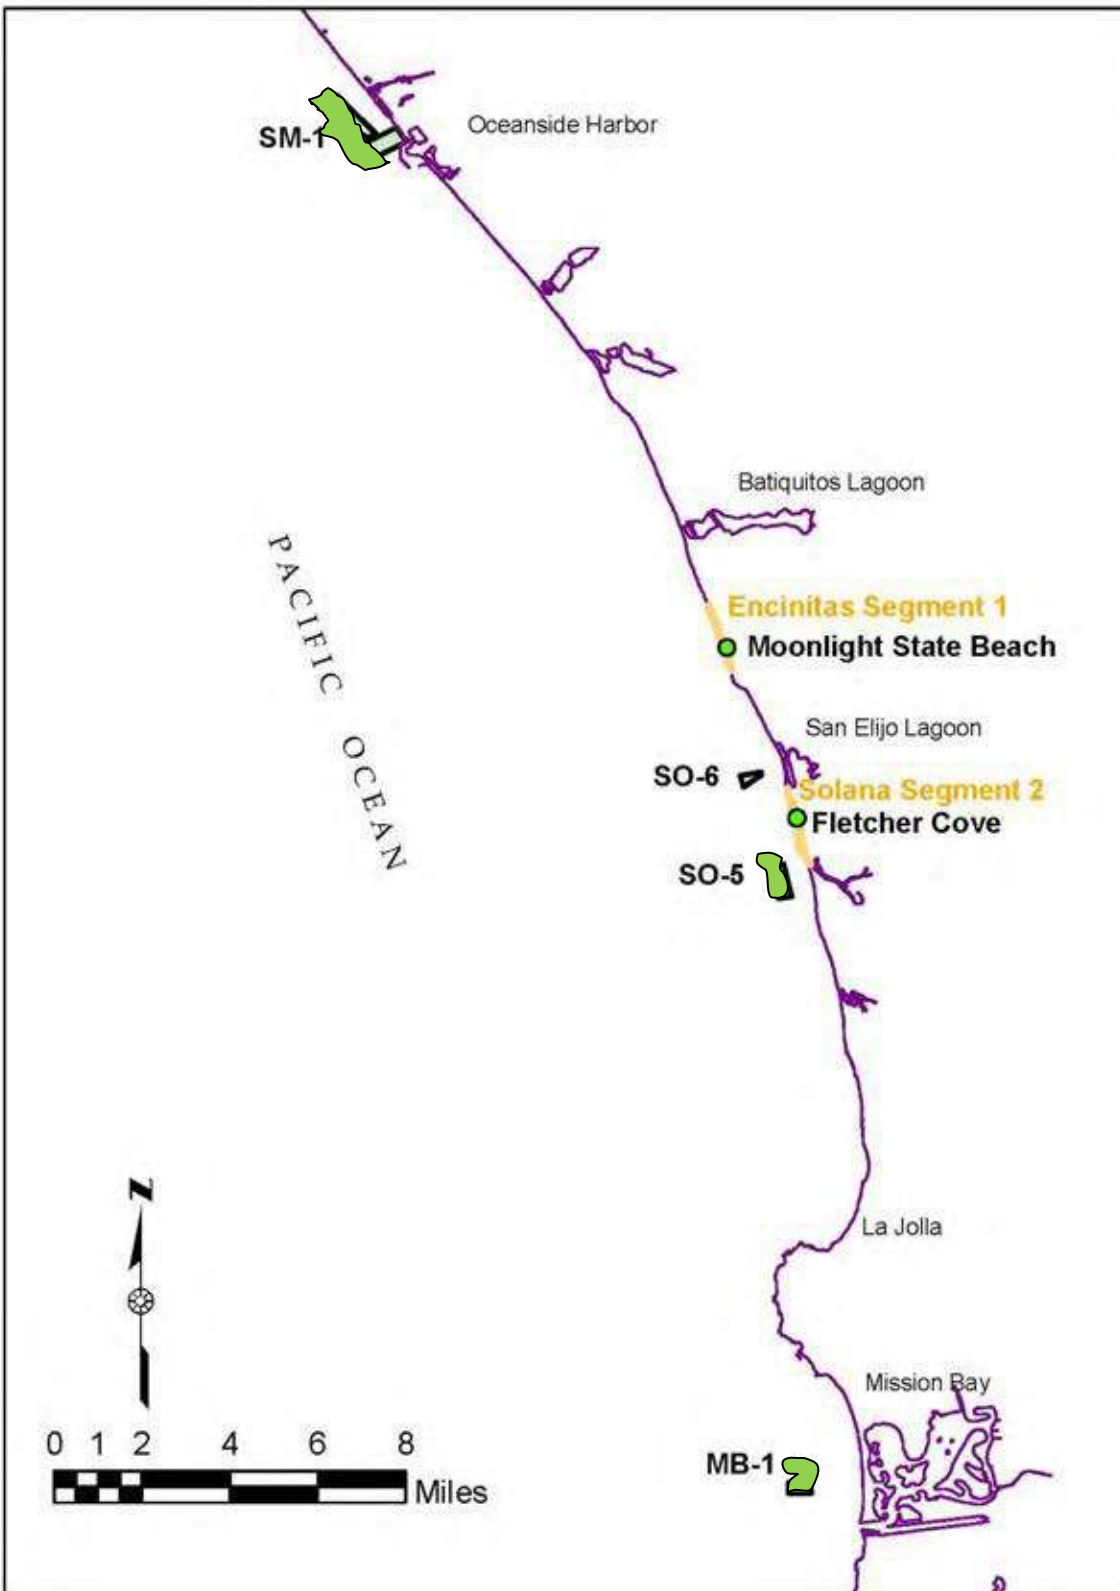 Oceanside Harbor
SM-1
Batiquitos Lagoon
PACIFIC OCEAN
Encinitas Segment 1
Moonlight State Beach
San Elijo Lagoon
SO-6
Solana Segment 2
Fletcher Cove
SO-5
N
La Jolla
Mission Bay
0 1 2 4 6 8
MB-1
Miles